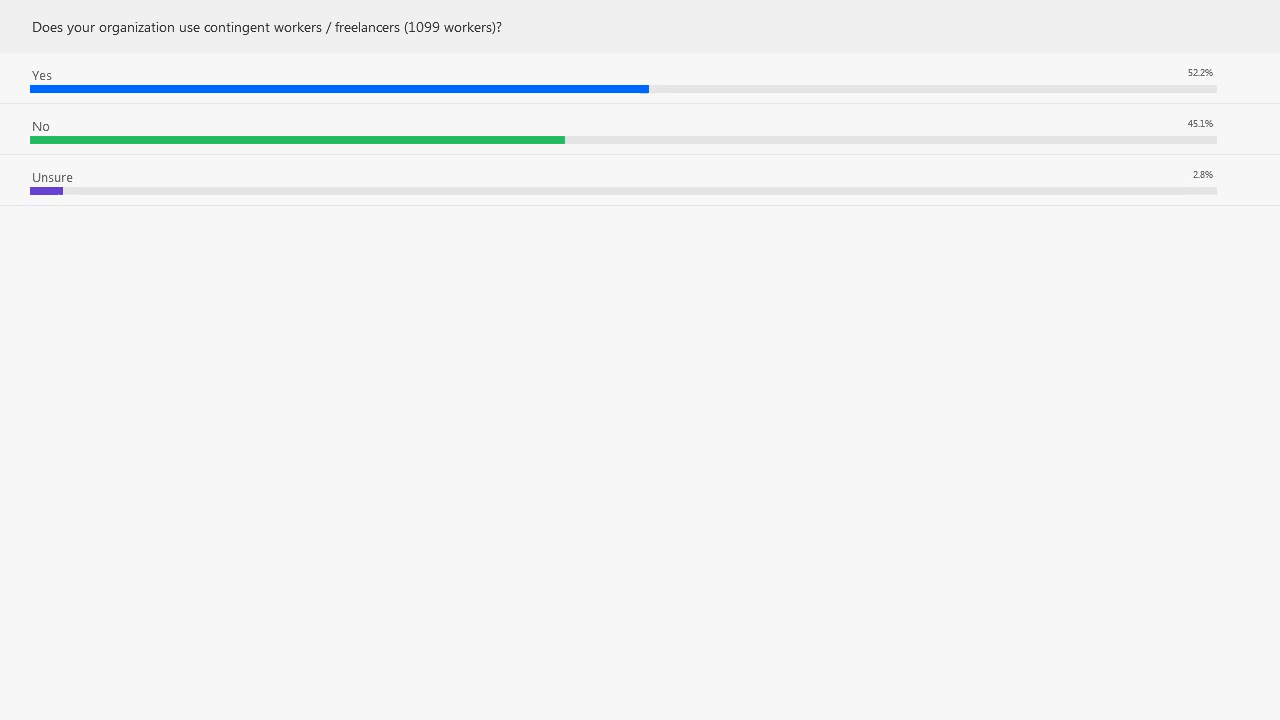 Does your organization use contingent workers / freelancers (1099 workers)?
Yes
52.2%
No
45.1%
Unsure
2.8%